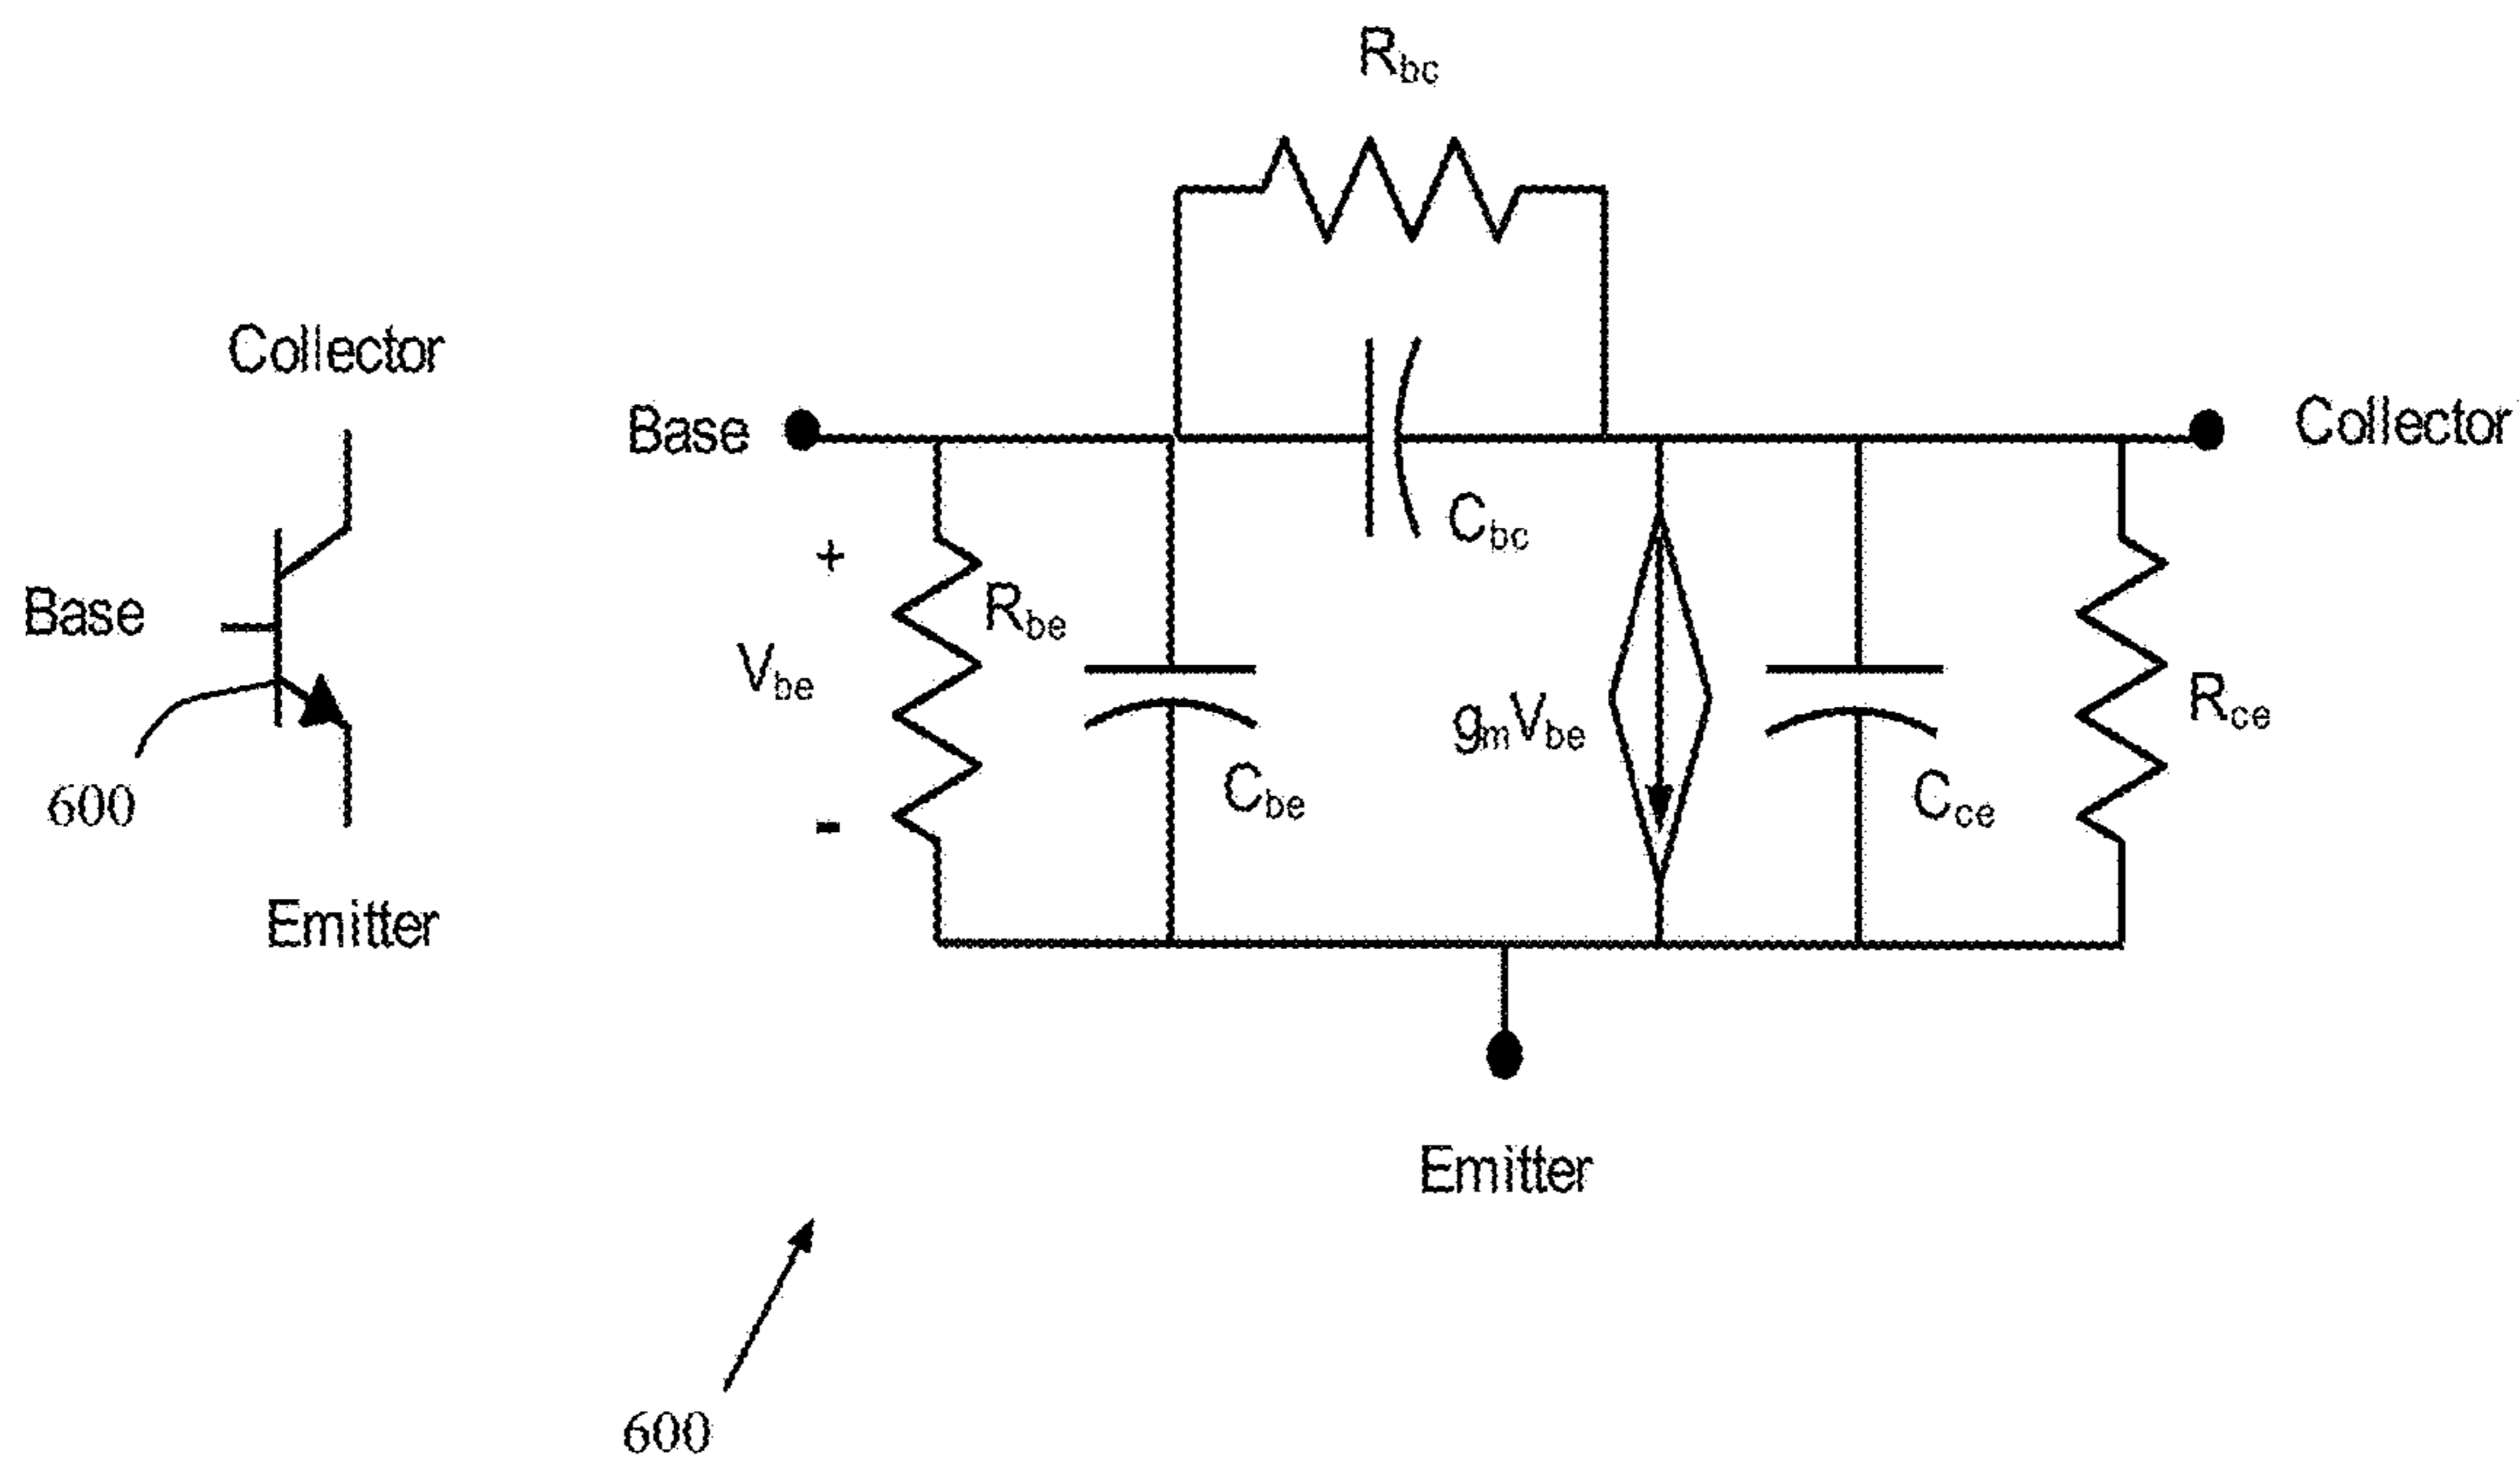 Rbc
Collector
Base
Collector
Cbc
+
Base
Rbe
Vbe
gmVbe
Rce
Cbe
Cce
600
-
Emitter
Emitter
600